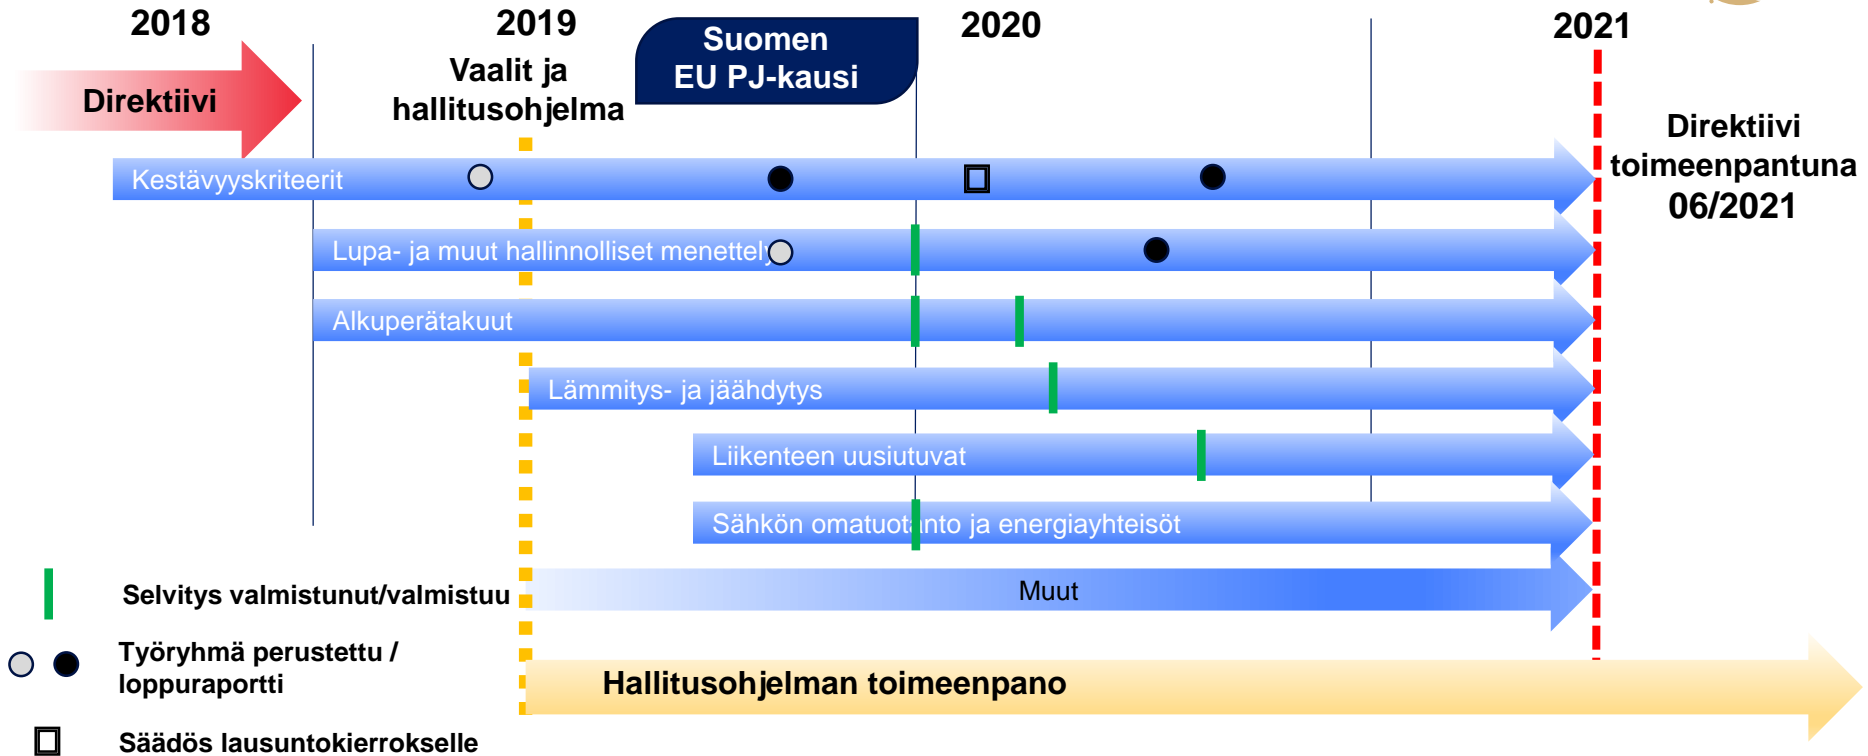 2018
2019
2020
2021
Suomen
EU PJ-kausi
Direktiivi
Vaalit ja
hallitusohjelma
Direktiivi
toimeenpantuna
06/2021
Kestävyyskriteerit
Lupa- ja muut hallinnolliset menettely
Alkuperätakuut
Lämmitys- ja jäähdytys
Liikenteen uusiutuvat
Sähkön omatuotanto ja energiayhteisöt
Muut
Hallitusohjelman toimeenpano
Selvitys valmistunut/valmistuu
Työryhmä perustettu /
loppuraportti
Säädös lausuntokierrokselle